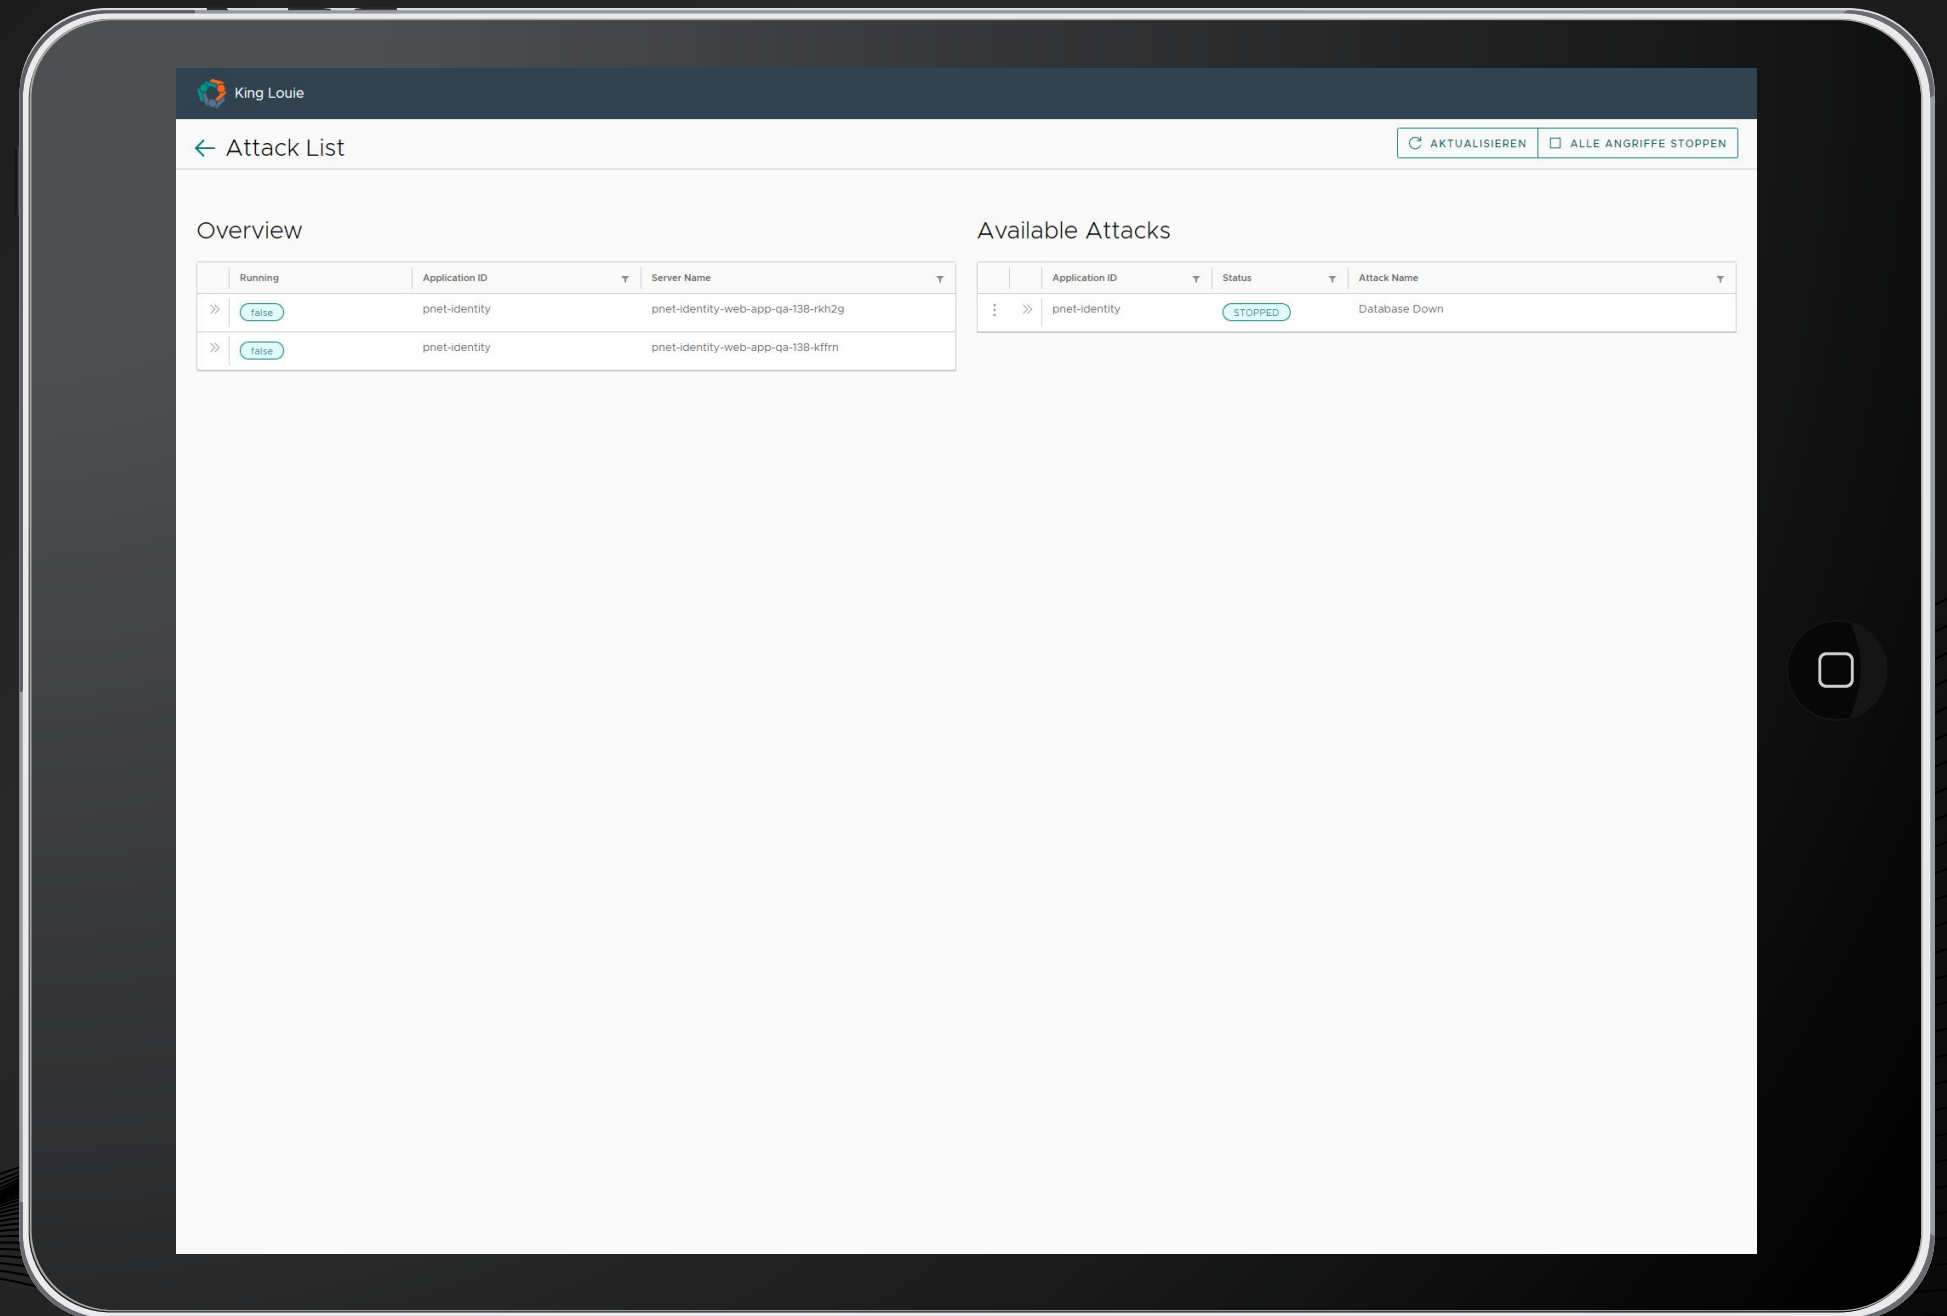 King Louie
Attack List
AKTUALISIEREN
ALLE ANGRIFFE STOPPEN
Overview
Running Application ID Server Name
false pnet-identity pnet-identity-web-app-qa-138-rkh2g
false pnet-identity pnet-identity-web-app-qa-138-kffrn
Available Attacks
Application ID Status Attack Name
pnet-identity STOPPED Database Down